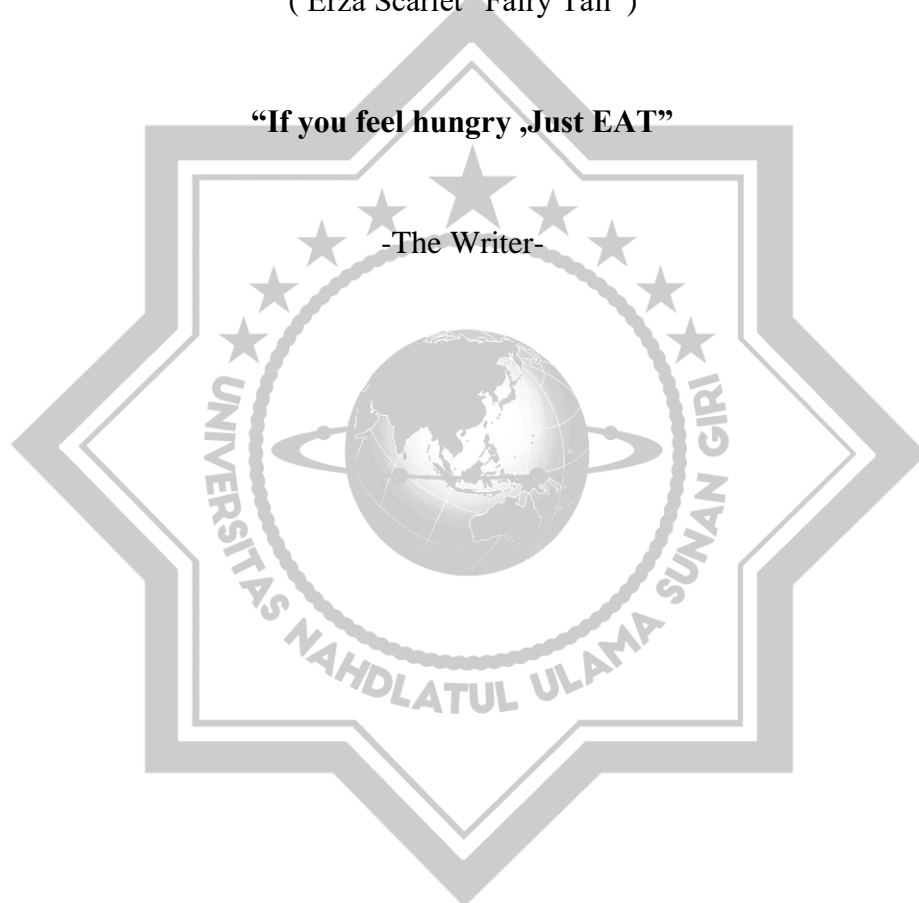 ( Erza Scarlet "Fairy Tail" )
“If you feel hungry ,Just EAT”
-The Writer-
UNIVERSITAS NAHDLATUL ULAMA SUNAN GIRI